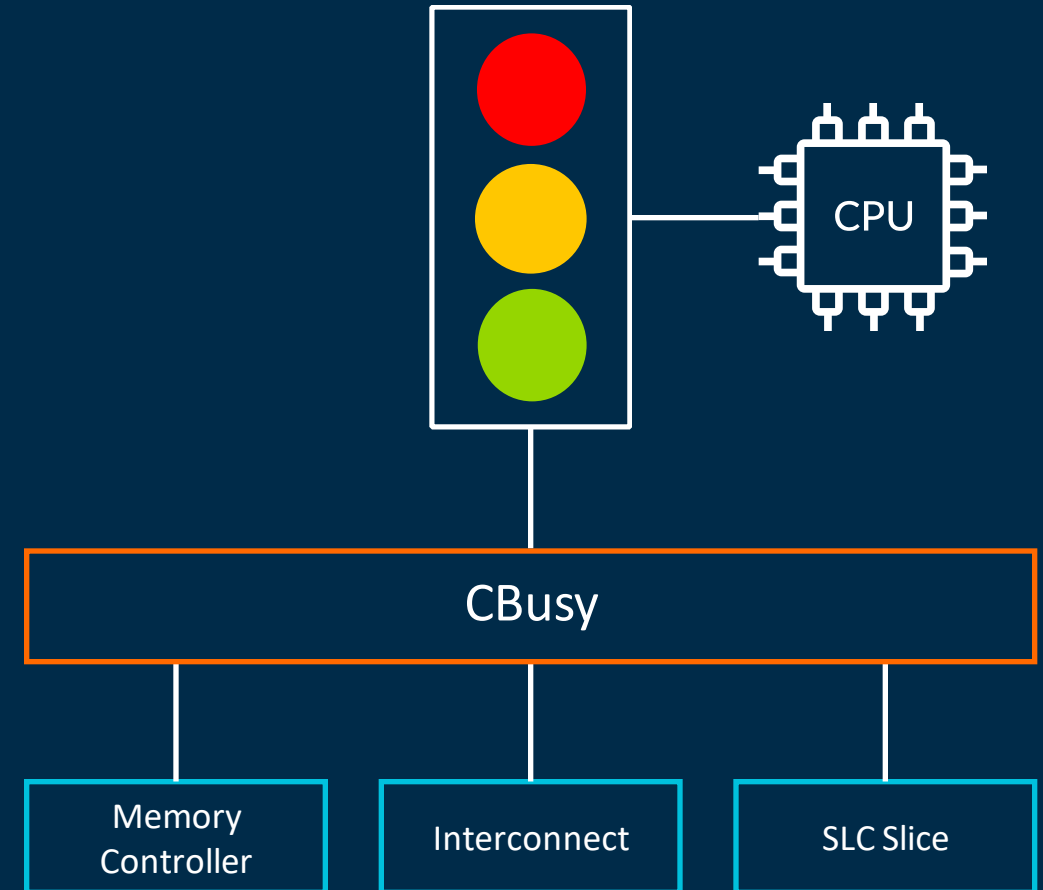 CPU
CBusy
Memory
Controller
Interconnect
SLC Slice